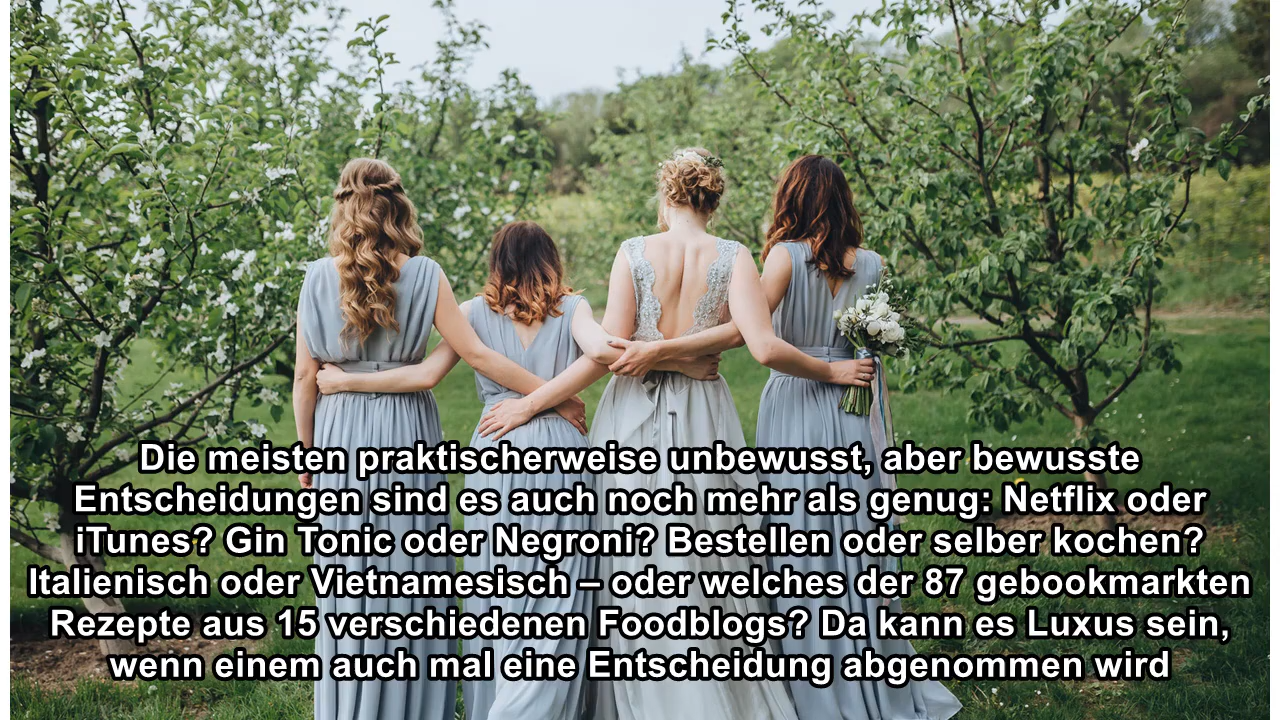 Die meisten praktischerweise unbewusst, aber bewusste
Entscheidungen sind es auch noch mehr als genug: Netflix oder
iTunes? Gin Tonic oder Negroni? Bestellen oder selber kochen?
Italienisch oder Vietnamesisch – oder welches der 87 gebookmarkten
Rezepte aus 15 verschiedenen Foodblogs? Da kann es Luxus sein,
wenn einem auch mal eine Entscheidung abgenommen wird